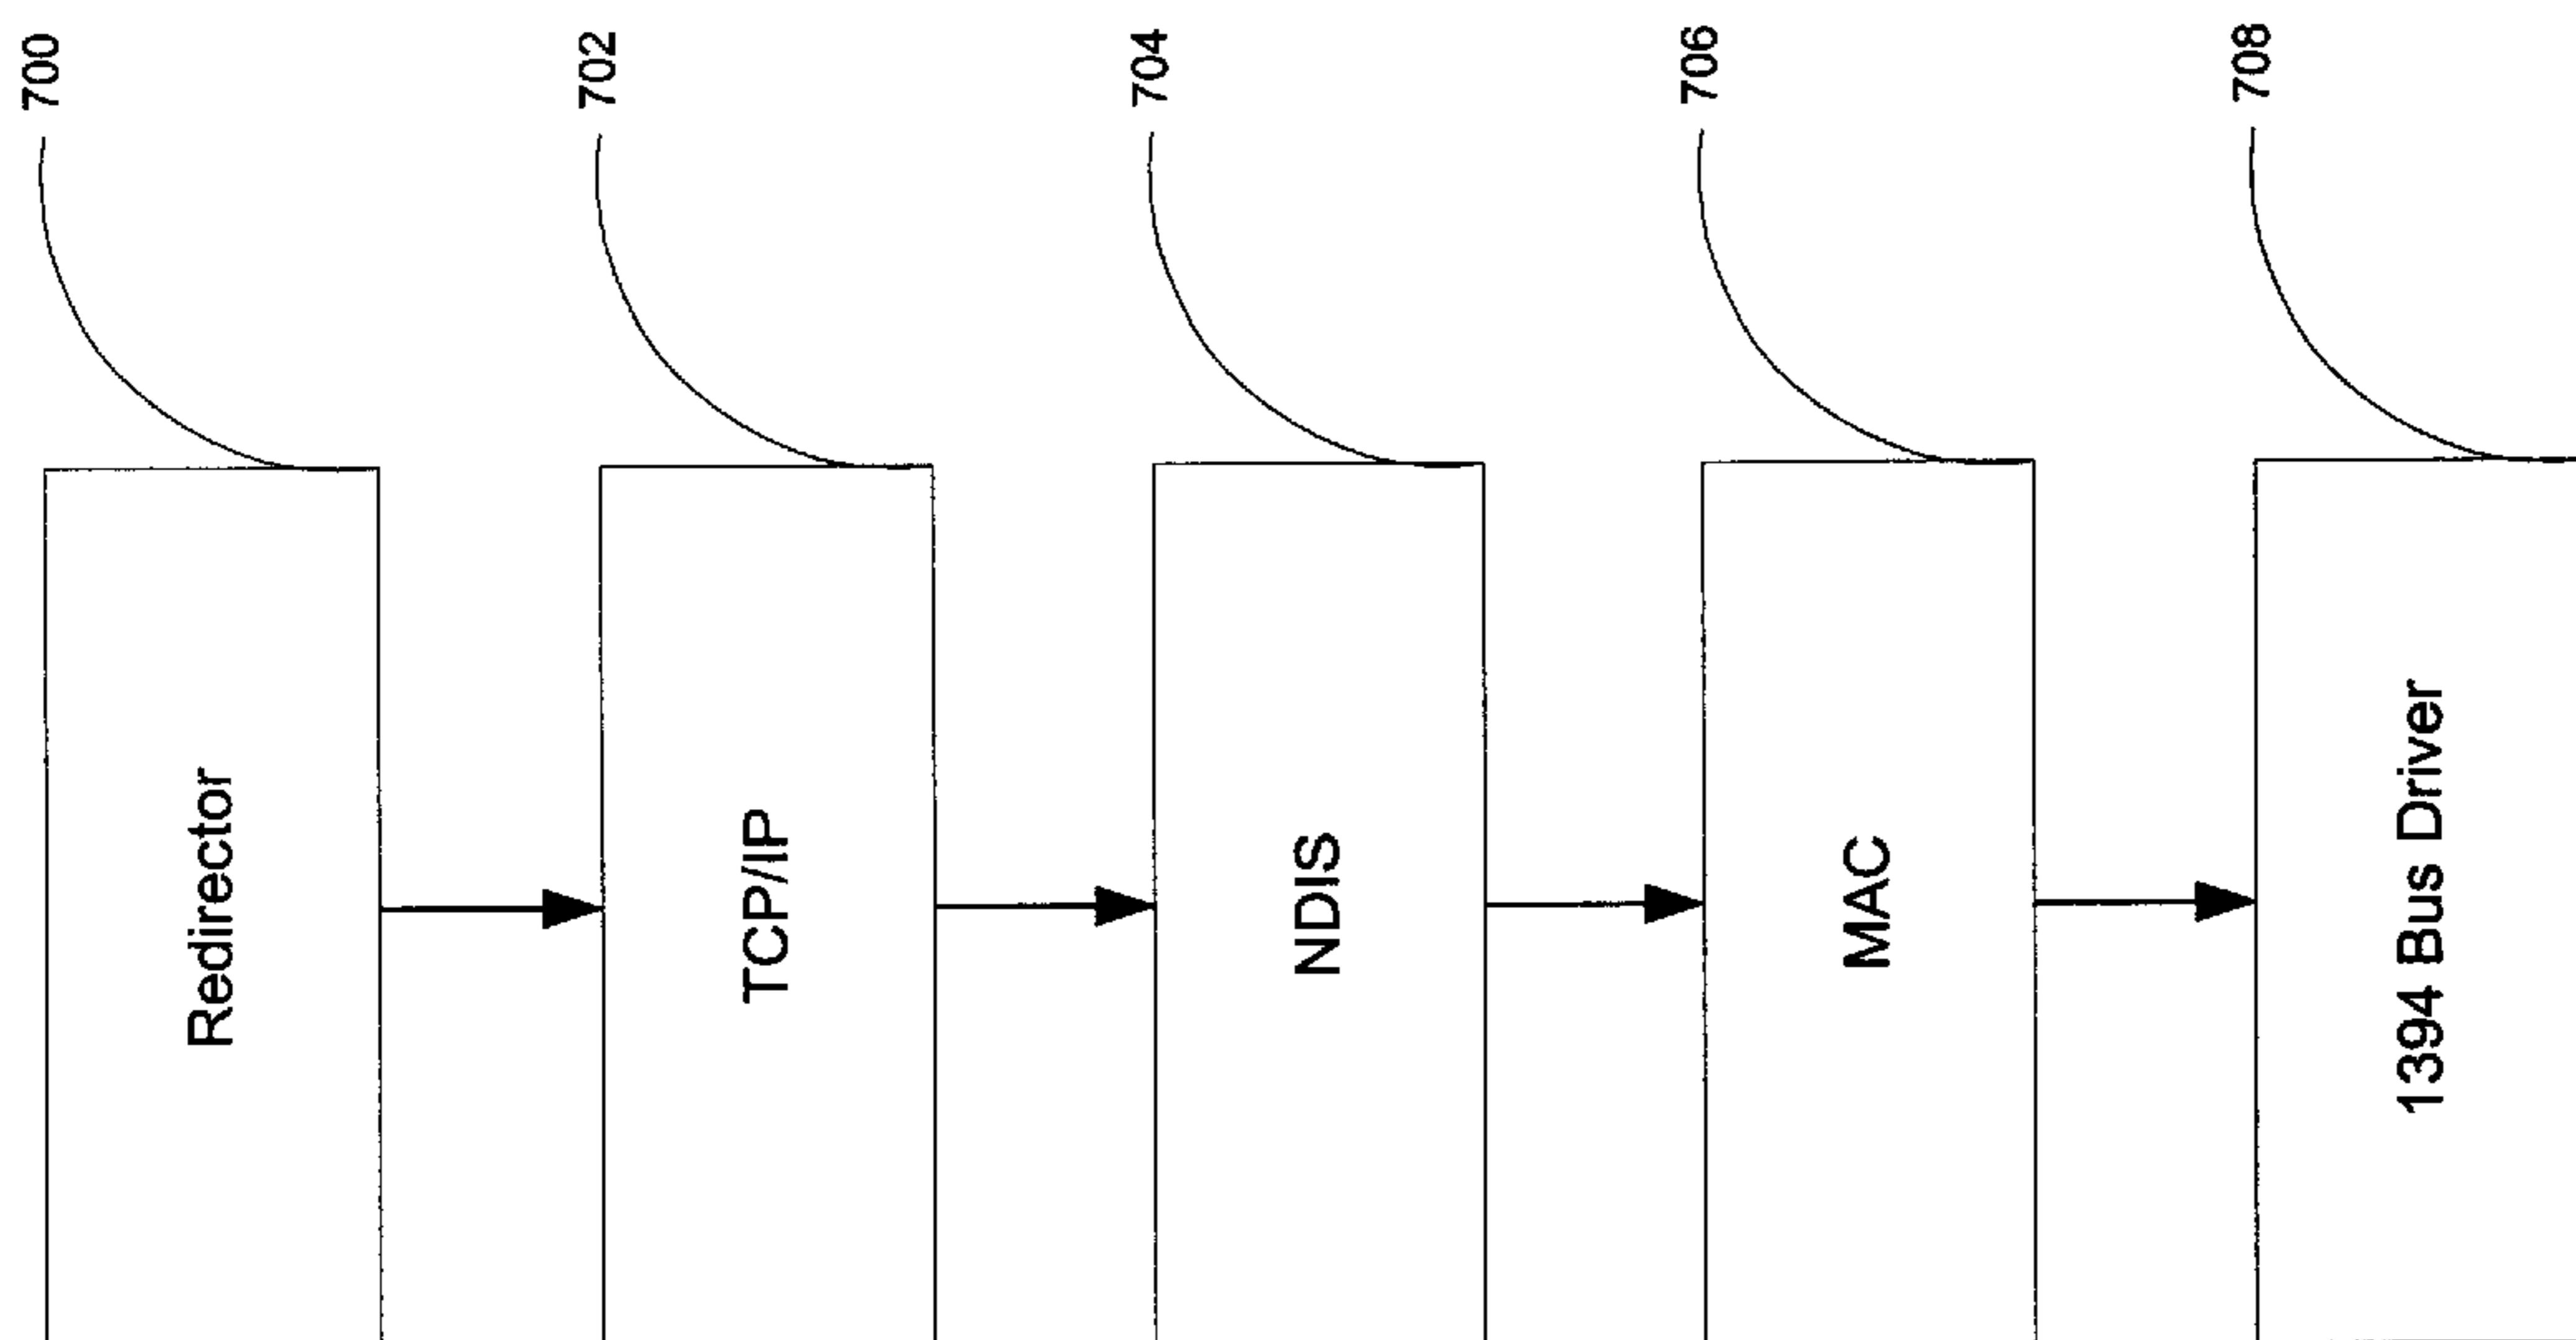 700
Redirector
702
TCP/IP
704
NDIS
706
MAC
708
1394 Bus Driver